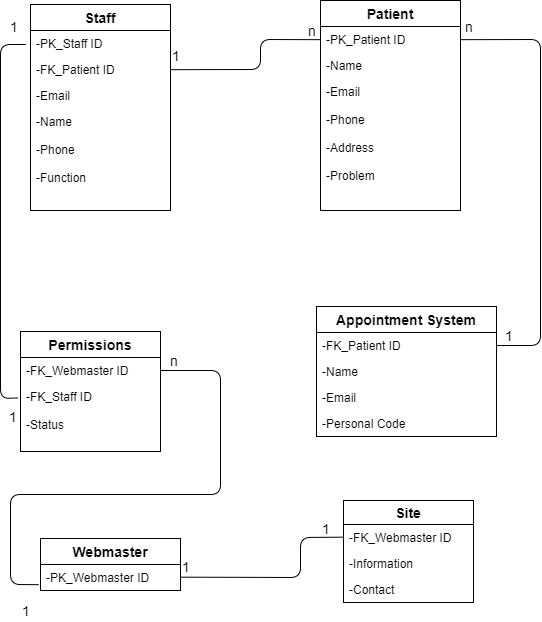 Staff
-PK_Staff ID
-FK_Patient ID
-Email
-Name
-Phone
-Function
1
1
n
Patient
-PK_Patient ID
-Name
-Email
-Phone
-Address
-Problem
n
Appointment System
-FK_Patient ID
-Name
-Email
-Personal Code
1
Permissions
-FK_Webmaster ID
-FK_Staff ID
-Status
n
1
Webmaster
-PK_Webmaster ID
1
1
1
Site
-FK_Webmaster ID
-Information
-Contact